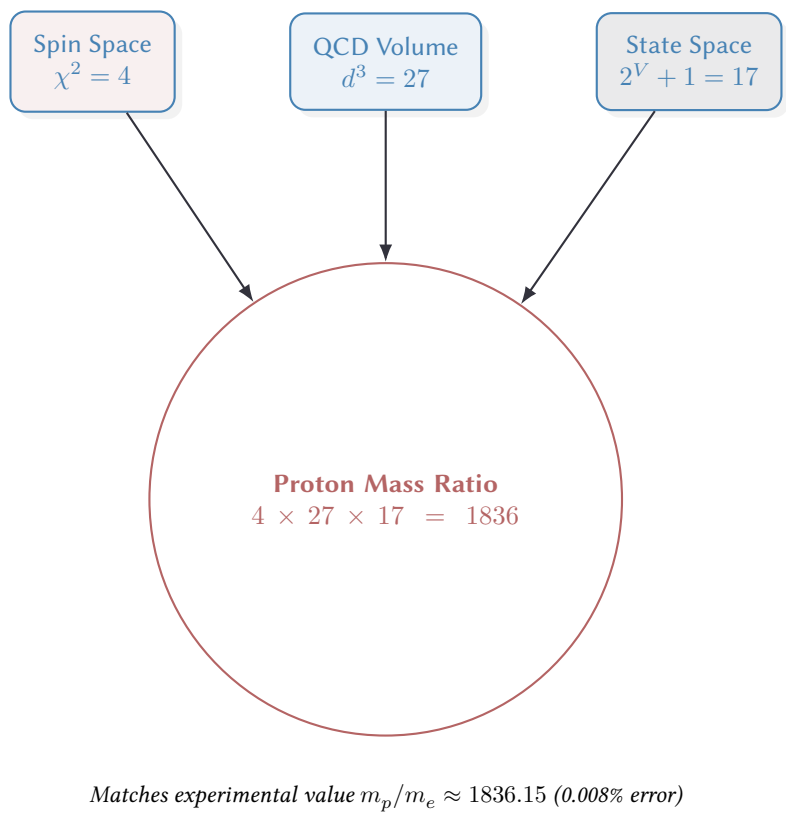 Spin Space
χ² = 4
QCD Volume
d³ = 27
State Space
2^V + 1 = 17
Proton Mass Ratio
4 × 27 × 17 = 1836
Matches experimental value m_p/m_e ≈ 1836.15 (0.008% error)